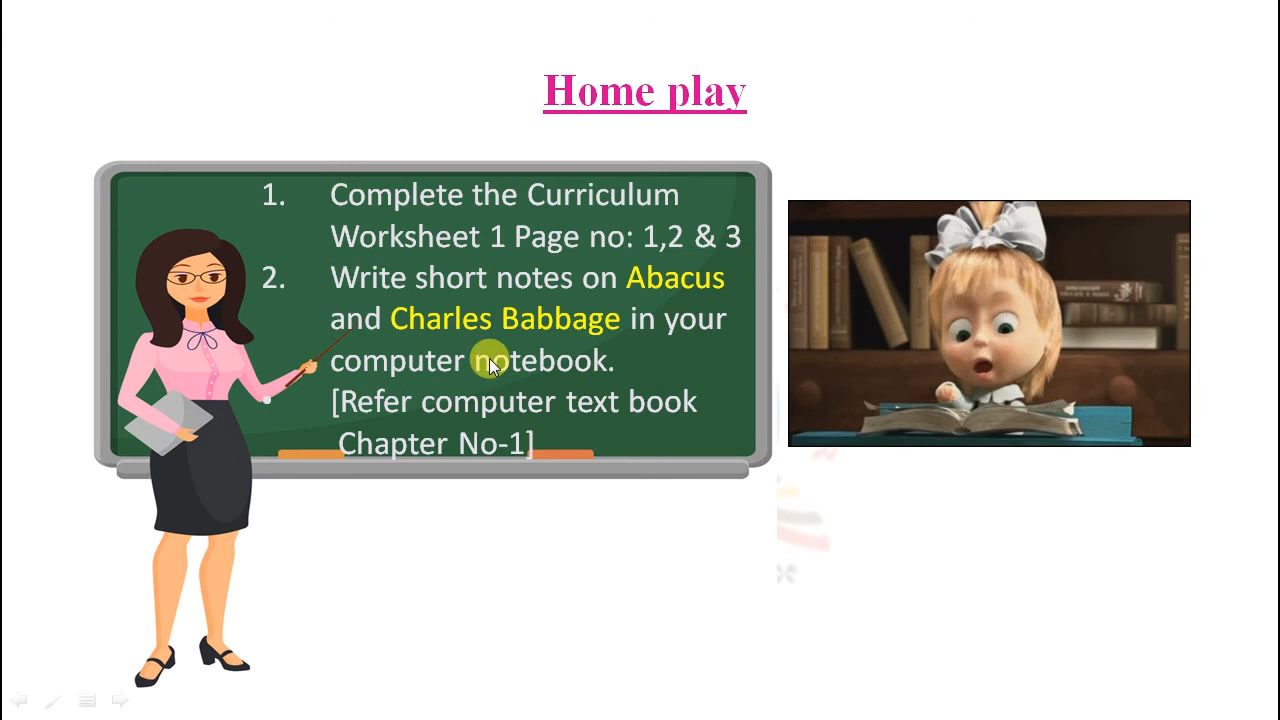 Home play
1. Complete the Curriculum
Worksheet 1 Page no: 1,2 & 3
2. Write short notes on Abacus
and Charles Babbage in your
computer notebook.
• [Refer computer text book
Chapter No-1]